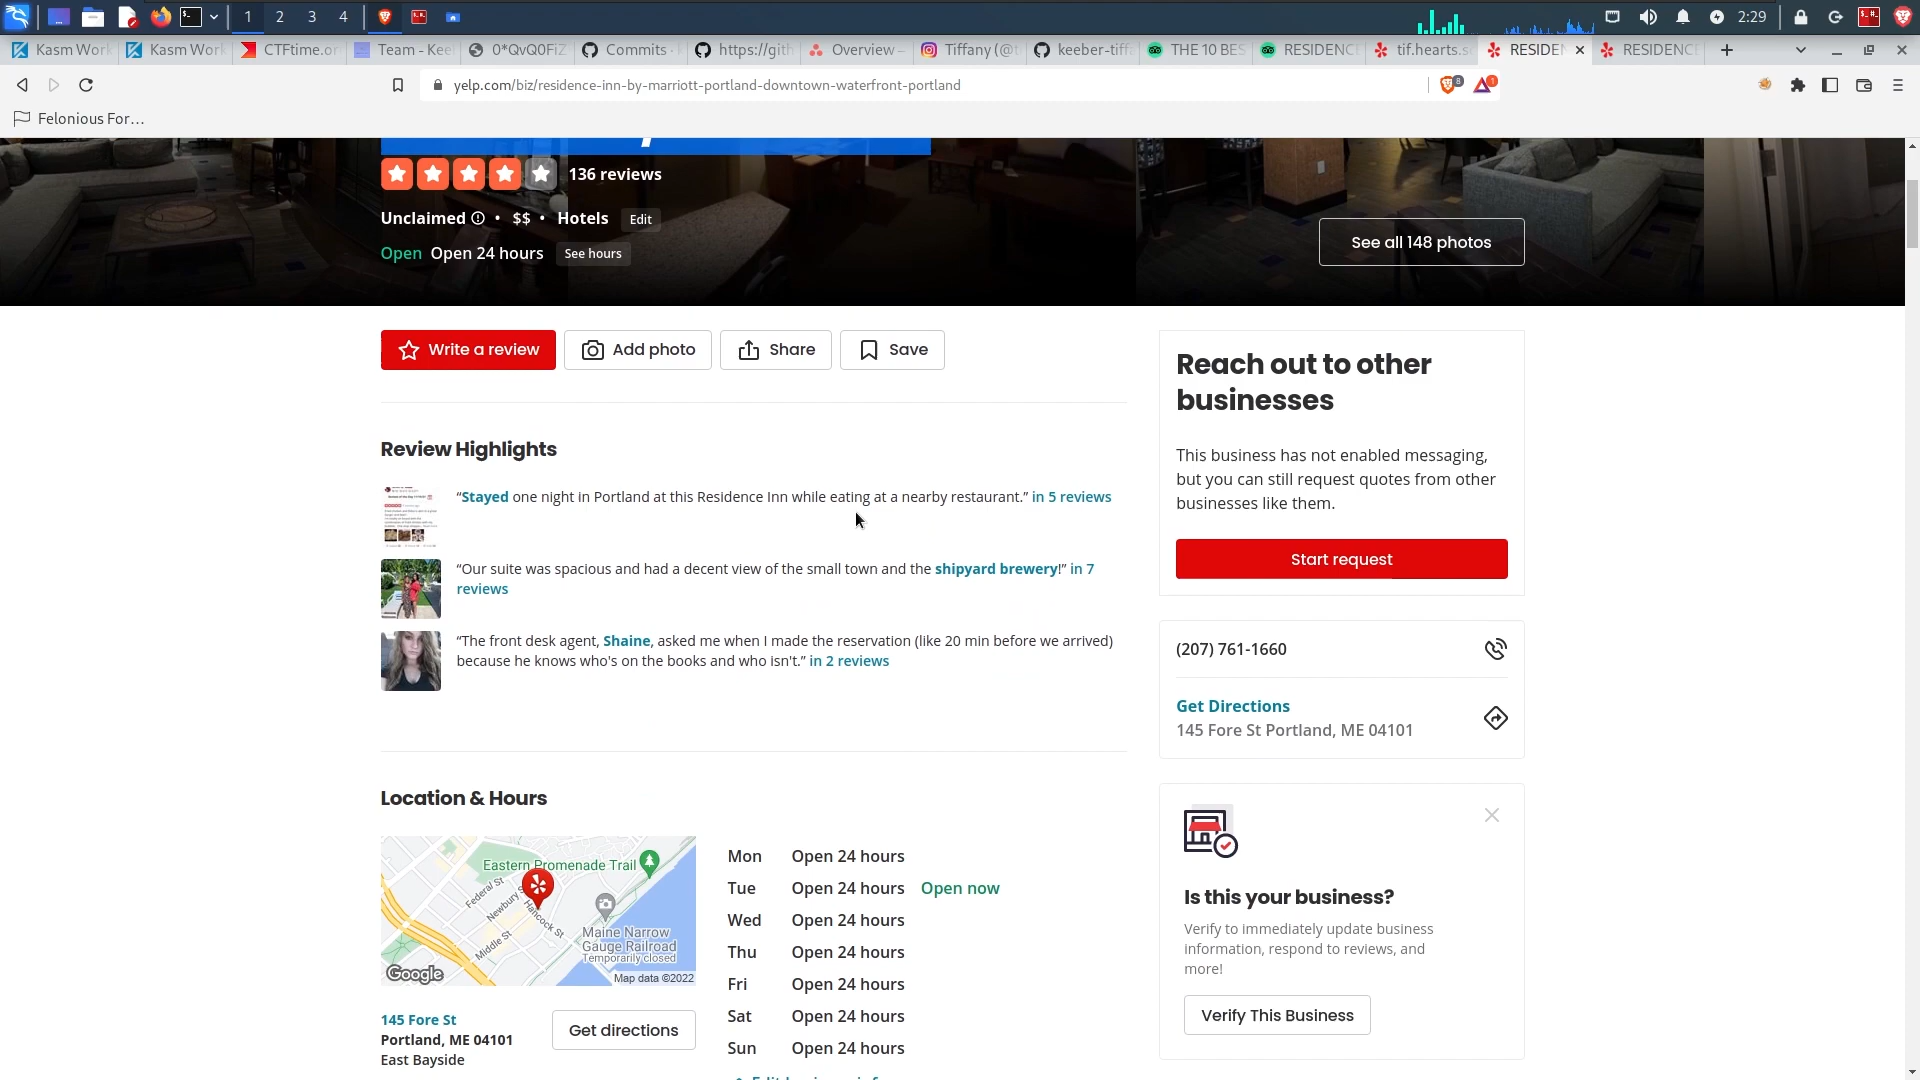 1 2 3 4
2:29
Kasm Work
Kasm Work
CTFtime.or
Team - Kee
0*QvQ0FiZ
Commits ·
https://gith
Overview –
Tiffany (@t
keeber-tiffa
THE 10 BES
RESIDENCE
tif.hearts.s
RESIDEN
RESIDENCE
yelp.com/biz/residence-inn-by-marriott-portland-downtown-waterfront-portland
8
1
Felonious For...
136 reviews
Unclaimed • $$ • Hotels Edit
Open Open 24 hours See hours
See all 148 photos
Write a review
Add photo
Share
Save
Review Highlights
“Stayed one night in Portland at this Residence Inn while eating at a nearby restaurant.” in 5 reviews
“Our suite was spacious and had a decent view of the small town and the shipyard brewery!” in 7
reviews
“The front desk agent, Shaine, asked me when I made the reservation (like 20 min before we arrived)
because he knows who's on the books and who isn't.” in 2 reviews
Location & Hours
Eastern Promenade Trail
Federal St
Newbury S
Hancock St
Middle St
Maine Narrow
Gauge Railroad
Temporarily closed
Google
Map data ©2022
145 Fore St
Portland, ME 04101
East Bayside
Get directions
Mon Open 24 hours
Tue Open 24 hours Open now
Wed Open 24 hours
Thu Open 24 hours
Fri Open 24 hours
Sat Open 24 hours
Sun Open 24 hours
Reach out to other
businesses
This business has not enabled messaging,
but you can still request quotes from other
businesses like them.
Start request
(207) 761-1660
Get Directions
145 Fore St Portland, ME 04101
Is this your business?
Verify to immediately update business
information, respond to reviews, and
more!
Verify This Business